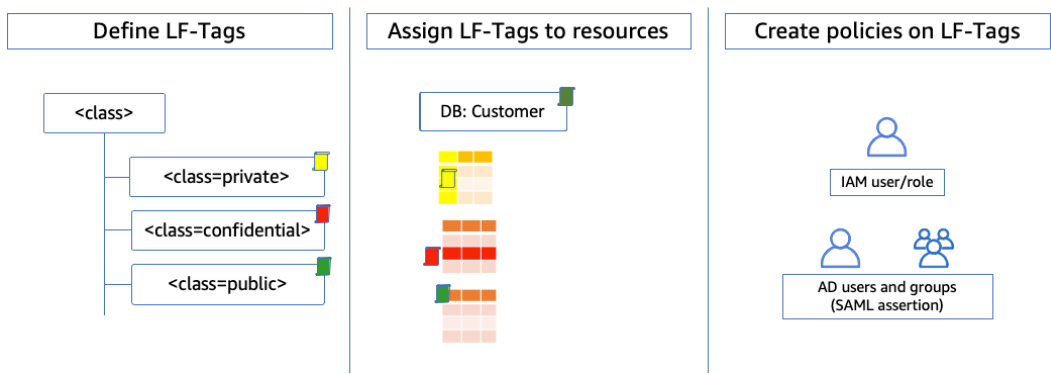 Define LF-Tags
<class>
<class=private>
<class=confidential>
<class=public>
Assign LF-Tags to resources
DB: Customer
Create policies on LF-Tags
IAM user/role
AD users and groups
(SAML assertion)